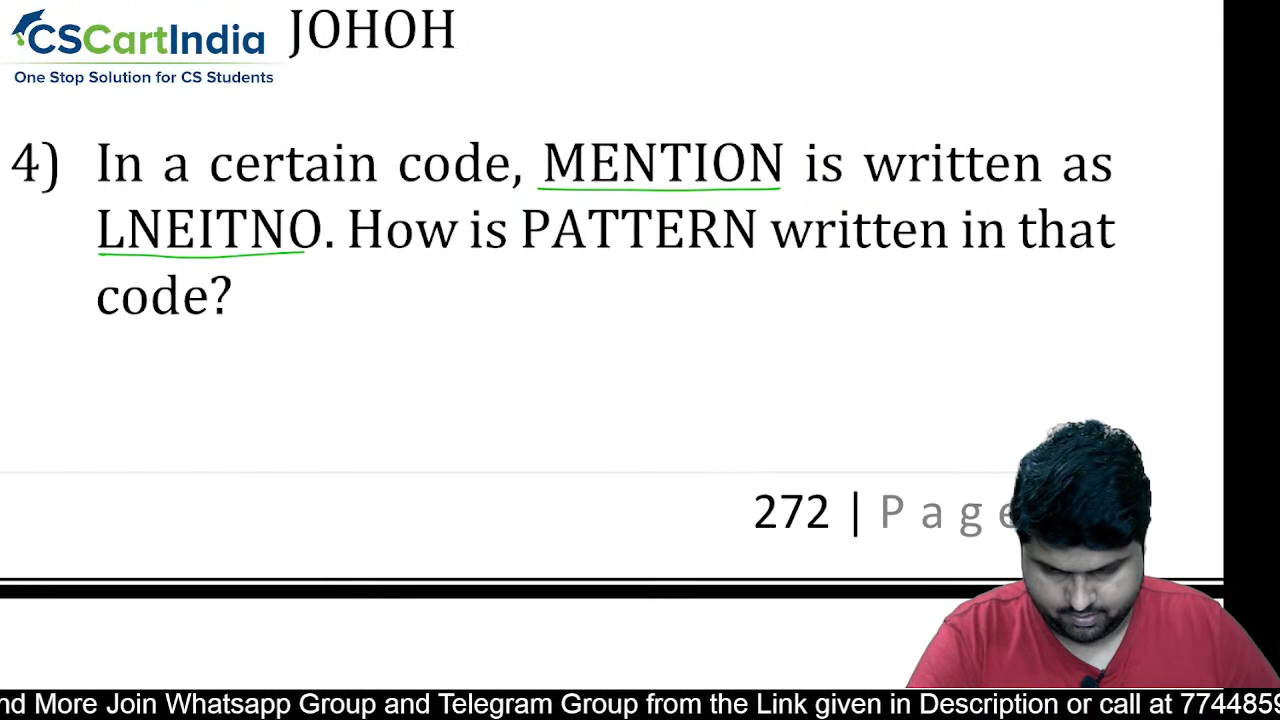 CSCartIndia
One Stop Solution for CS Students
JOHOH
4) In a certain code, MENTION is written as
LNEITNO. How is PATTERN written in that
code?
272 | Page
nd More Join Whatsapp Group and Telegram Group from the Link given in Description or call at 7744859